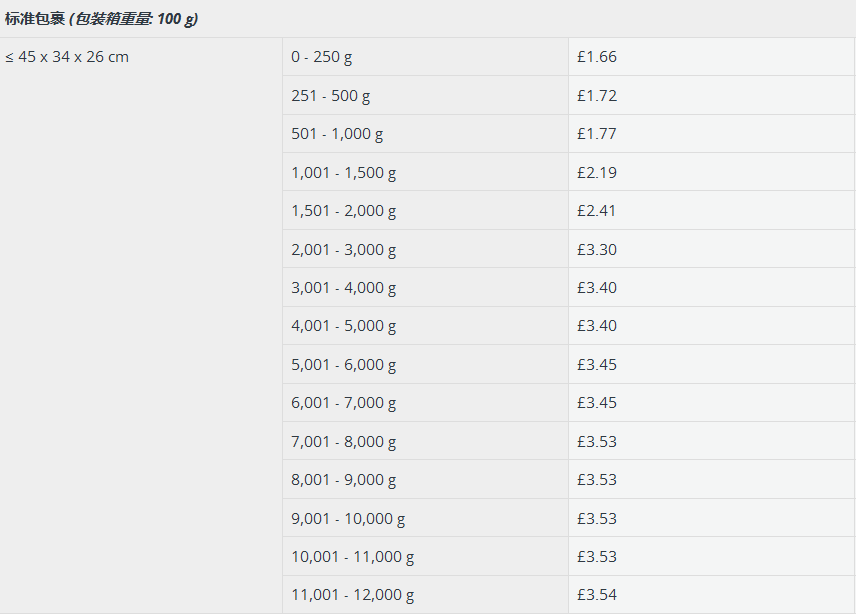 标准包裹 (包装箱重量: 100 g)
≤ 45 x 34 x 26 cm 0 - 250 g £1.66
251 - 500 g £1.72
501 - 1,000 g £1.77
1,001 - 1,500 g £2.19
1,501 - 2,000 g £2.41
2,001 - 3,000 g £3.30
3,001 - 4,000 g £3.40
4,001 - 5,000 g £3.40
5,001 - 6,000 g £3.45
6,001 - 7,000 g £3.45
7,001 - 8,000 g £3.53
8,001 - 9,000 g £3.53
9,001 - 10,000 g £3.53
10,001 - 11,000 g £3.53
11,001 - 12,000 g £3.54